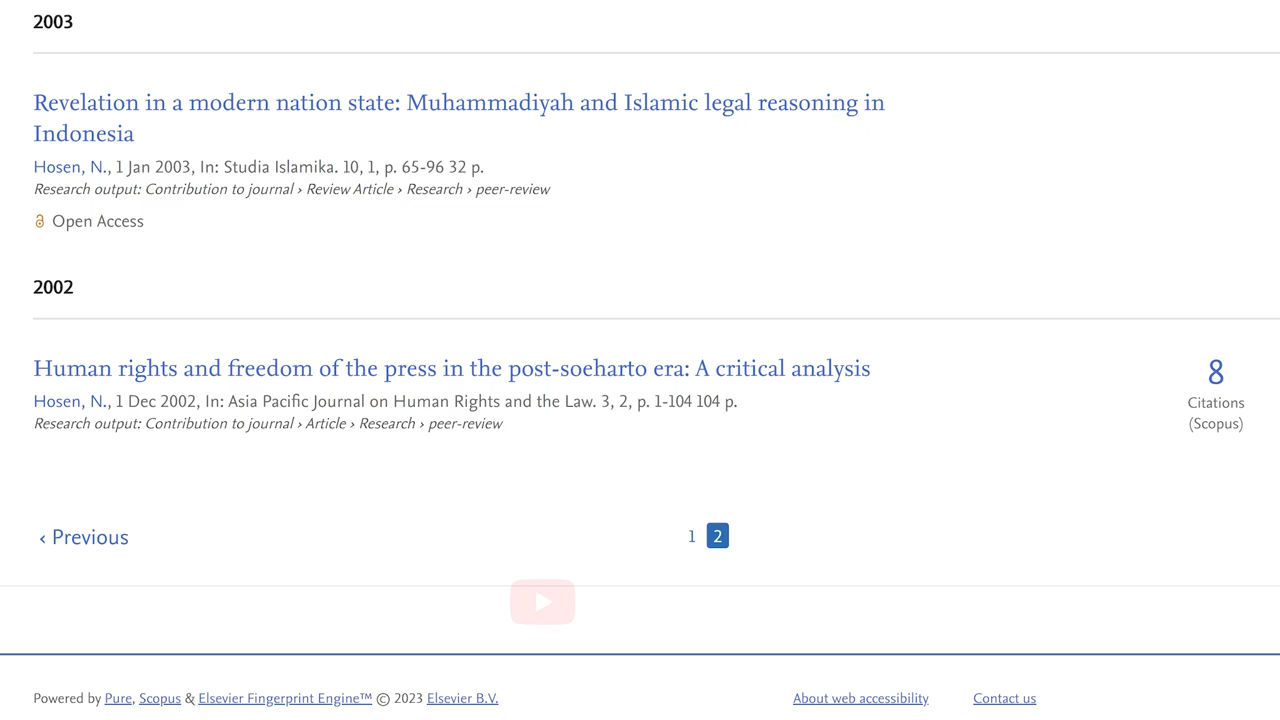 2003
Revelation in a modern nation state: Muhammadiyah and Islamic legal reasoning in
Indonesia
Hosen, N., 1 Jan 2003, In: Studia Islamika. 10, 1, p. 65-96 32 p.
Research output: Contribution to journal › Review Article › Research › peer-review
Open Access
2002
Human rights and freedom of the press in the post-soeharto era: A critical analysis
8
Hosen, N., 1 Dec 2002, In: Asia Pacific Journal on Human Rights and the Law. 3, 2, p. 1-104 104 p.
Citations
Research output: Contribution to journal › Article › Research › peer-review
(Scopus)
‹ Previous
1 2
Powered by Pure, Scopus & Elsevier Fingerprint Engine™ © 2023 Elsevier B.V.
About web accessibility
Contact us